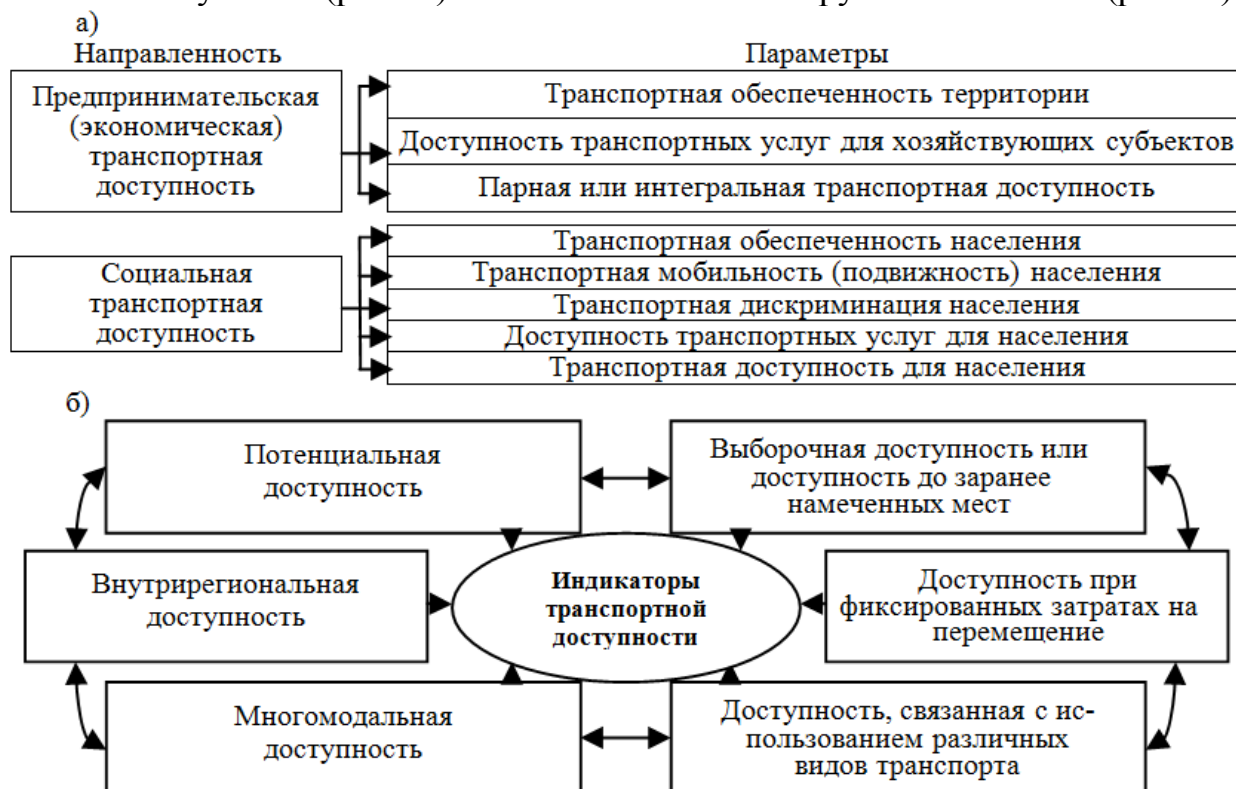 а)
Направленность
Параметры
Предпринимательская
(экономическая)
транспортная
доступность
Транспортная обеспеченность территории
Доступность транспортных услуг для хозяйствующих субъектов
Парная или интегральная транспортная доступность
Социальная
транспортная
доступность
Транспортная обеспеченность населения
Транспортная мобильность (подвижность) населения
Транспортная дискриминация населения
Доступность транспортных услуг для населения
Транспортная доступность для населения
б)
Потенциальная
доступность
Выборочная доступность или
доступность до заранее
намеченных мест
Внутрирегиональная
доступность
Индикаторы
транспортной
доступности
Доступность при
фиксированных затратах на
перемещение
Многомодальная
доступность
Доступность, связанная с ис-
пользованием различных
видов транспорта